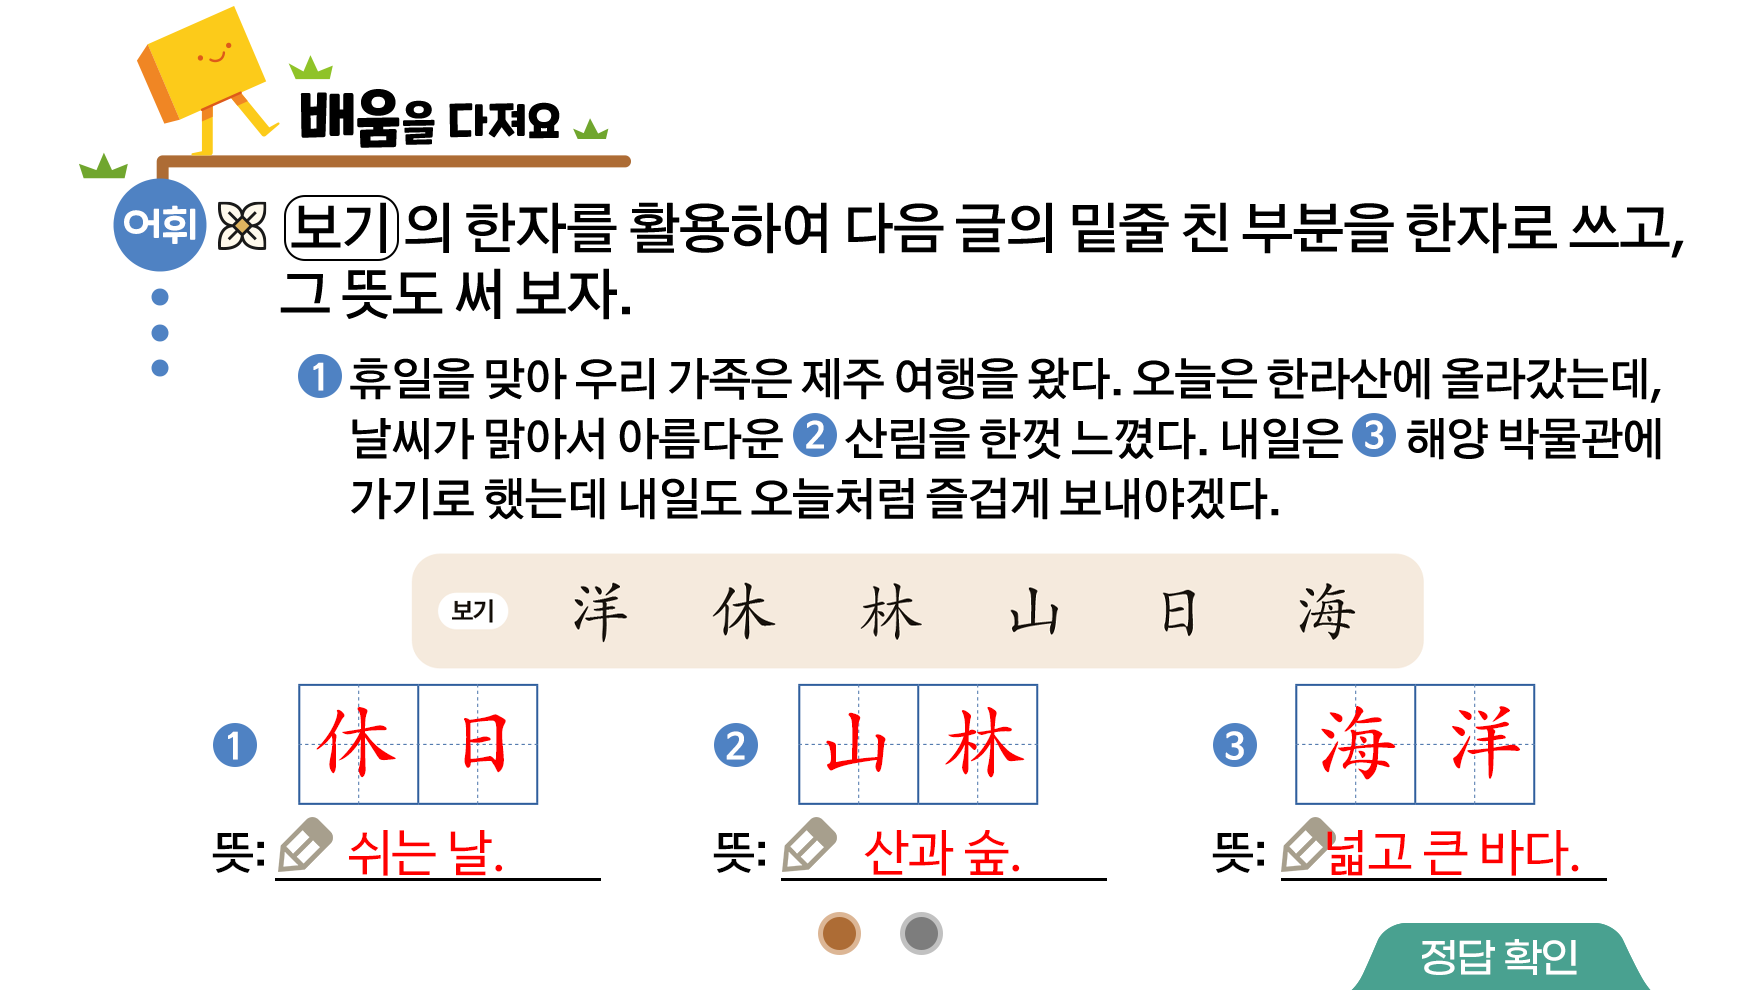 배움을 다져요
어휘
보기의 한자를 활용하여 다음 글의 밑줄 친 부분을 한자로 쓰고,
그 뜻도 써 보자.
1 휴일을 맞아 우리 가족은 제주 여행을 왔다. 오늘은 한라산에 올라갔는데,
날씨가 맑아서 아름다운 2 산림을 한껏 느꼈다. 내일은 3 해양 박물관에
가기로 했는데 내일도 오늘처럼 즐겁게 보내야겠다.
보기 洋 休 林 山 日 海
1 休 日 2 山 林 3 海 洋
뜻: 쉬는 날. 뜻: 산과 숲. 뜻: 넓고 큰 바다.
정답 확인